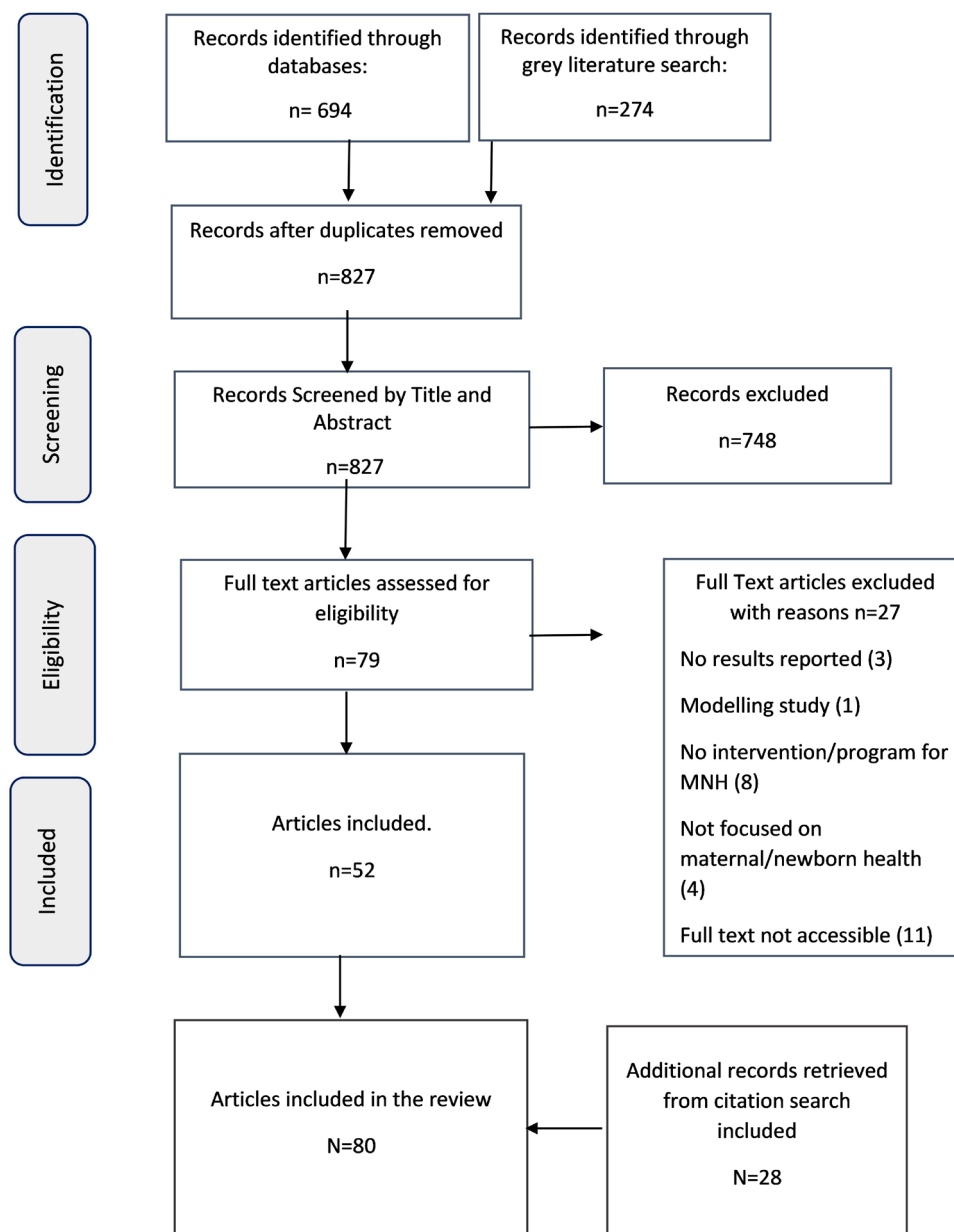 Identification
Records identified through
databases:
n= 694
Records identified through
grey literature search:
n=274
Records after duplicates removed
n=827
Screening
Records Screened by Title and
Abstract
n=827
Records excluded
n=748
Eligibility
Full text articles assessed for
eligibility
n=79
Full Text articles excluded
with reasons n=27
No results reported (3)
Modelling study (1)
No intervention/program for
MNH (8)
Not focused on
maternal/newborn health
(4)
Full text not accessible (11)
Included
Articles included.
n=52
Articles included in the review
N=80
Additional records retrieved
from citation search
included
N=28